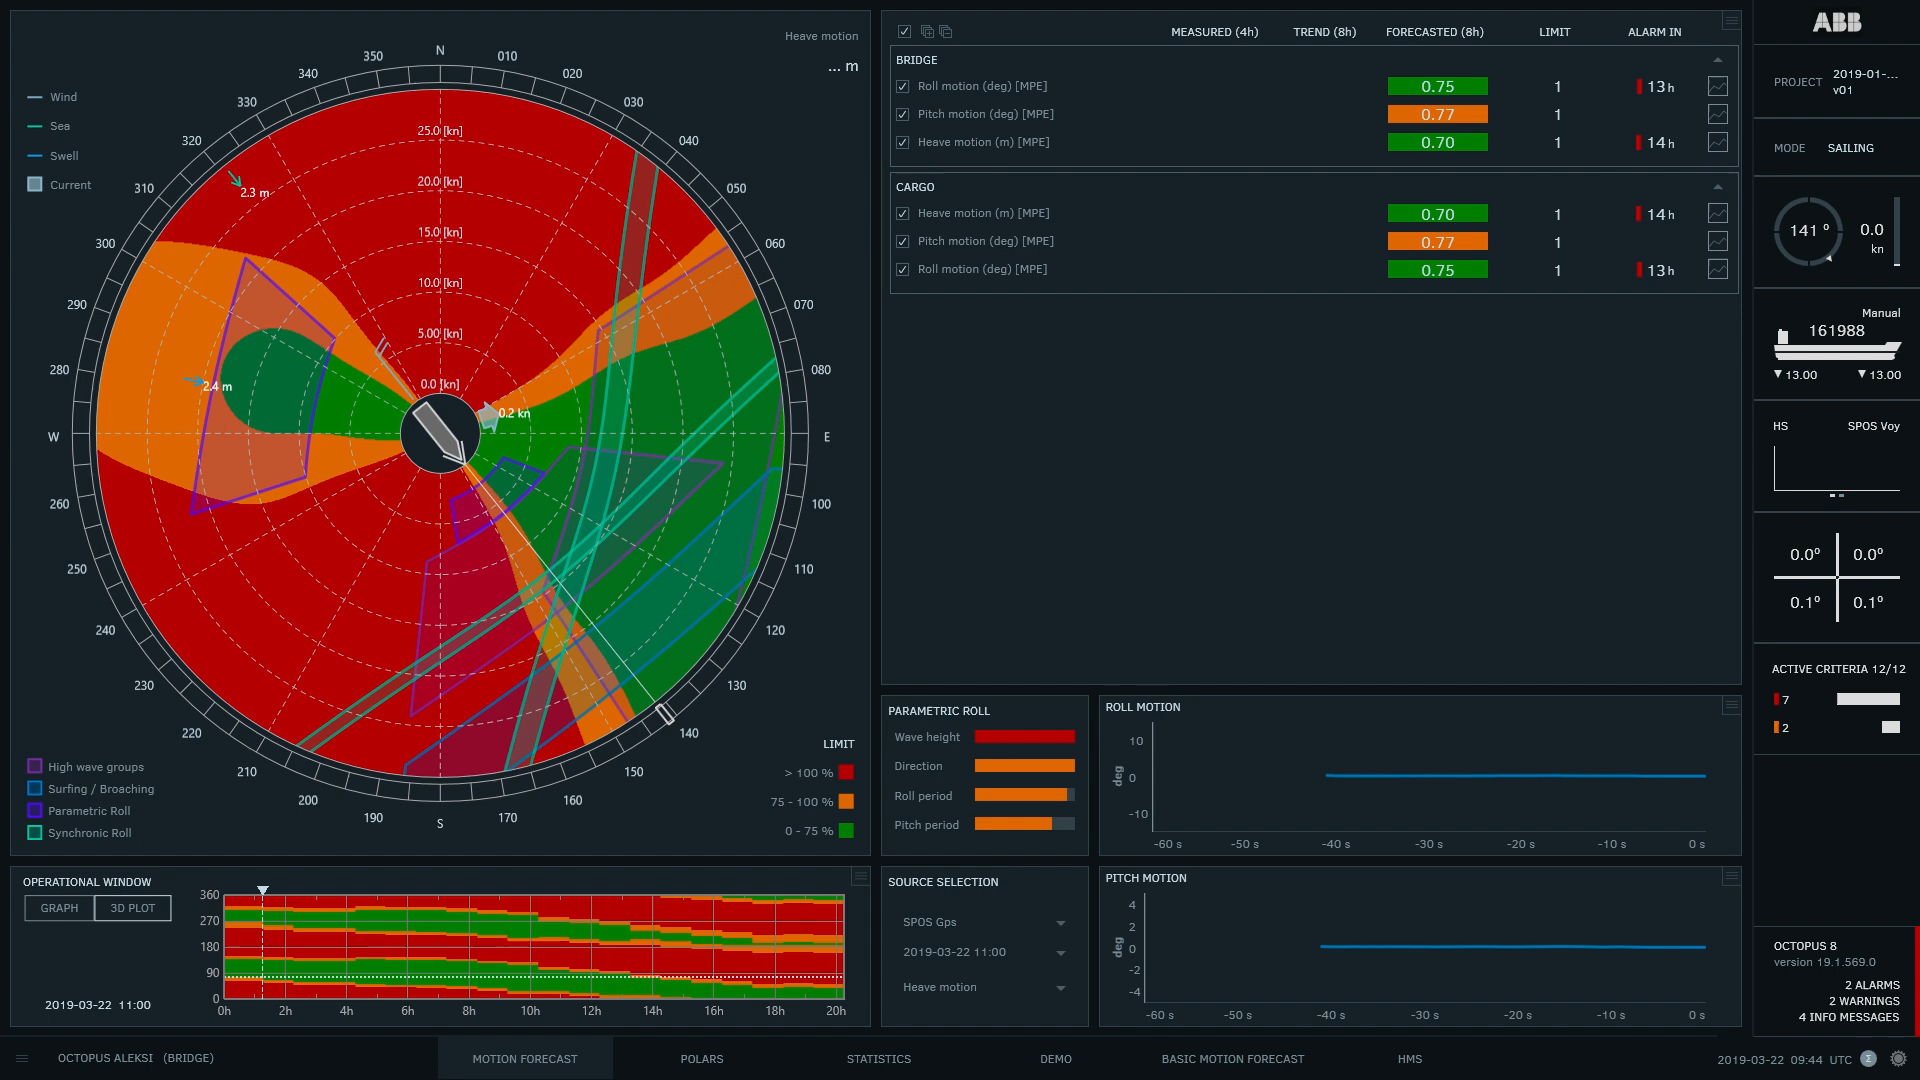 Heave motion
... m
Wind
Sea
Swell
Current
N
010
020
030
040
050
060
070
080
E
100
110
120
130
140
150
160
170
S
190
200
210
220
230
240
250
260
W
280
290
300
310
320
330
340
350
25.0 [kn]
20.0 [kn]
15.0 [kn]
10.0 [kn]
5.00 [kn]
0.0 [kn]
2.3 m
2.4 m
0.2 kn
High wave groups
Surfing / Broaching
Parametric Roll
Synchronic Roll
LIMIT
> 100 %
75 - 100 %
0 - 75 %
MEASURED (4h) TREND (8h) FORECASTED (8h) LIMIT ALARM IN
BRIDGE
Roll motion (deg) [MPE] 0.75 1 13 h
Pitch motion (deg) [MPE] 0.77 1
Heave motion (m) [MPE] 0.70 1 14 h
CARGO
Heave motion (m) [MPE] 0.70 1 14 h
Pitch motion (deg) [MPE] 0.77 1
Roll motion (deg) [MPE] 0.75 1 13 h
PARAMETRIC ROLL
Wave height
Direction
Roll period
Pitch period
ROLL MOTION
deg
10
0
-10
-60 s -50 s -40 s -30 s -20 s -10 s 0 s
OPERATIONAL WINDOW
GRAPH 3D PLOT
2019-03-22 11:00
360
270
180
90
0
0h 2h 4h 6h 8h 10h 12h 14h 16h 18h 20h
SOURCE SELECTION
SPOS Gps
2019-03-22 11:00
Heave motion
PITCH MOTION
deg
4
2
0
-2
-4
-60 s -50 s -40 s -30 s -20 s -10 s 0 s
ABB
PROJECT 2019-01-...
v01
MODE SAILING
141 º 0.0
kn
Manual
161988
13.00 13.00
HS SPOS Voy
0.0º 0.0º
0.1º 0.1º
ACTIVE CRITERIA 12/12
7
2
OCTOPUS 8
version 19.1.569.0
2 ALARMS
2 WARNINGS
4 INFO MESSAGES
OCTOPUS ALEKSI (BRIDGE) MOTION FORECAST POLARS STATISTICS DEMO BASIC MOTION FORECAST HMS 2019-03-22 09:44 UTC Σ